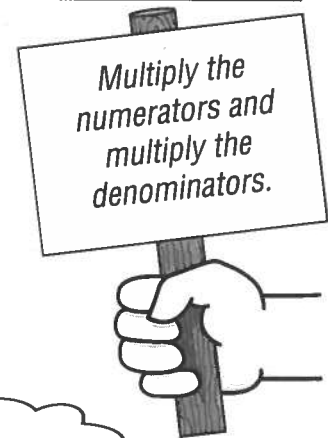 Multiply the
numerators and
multiply the
denominators.